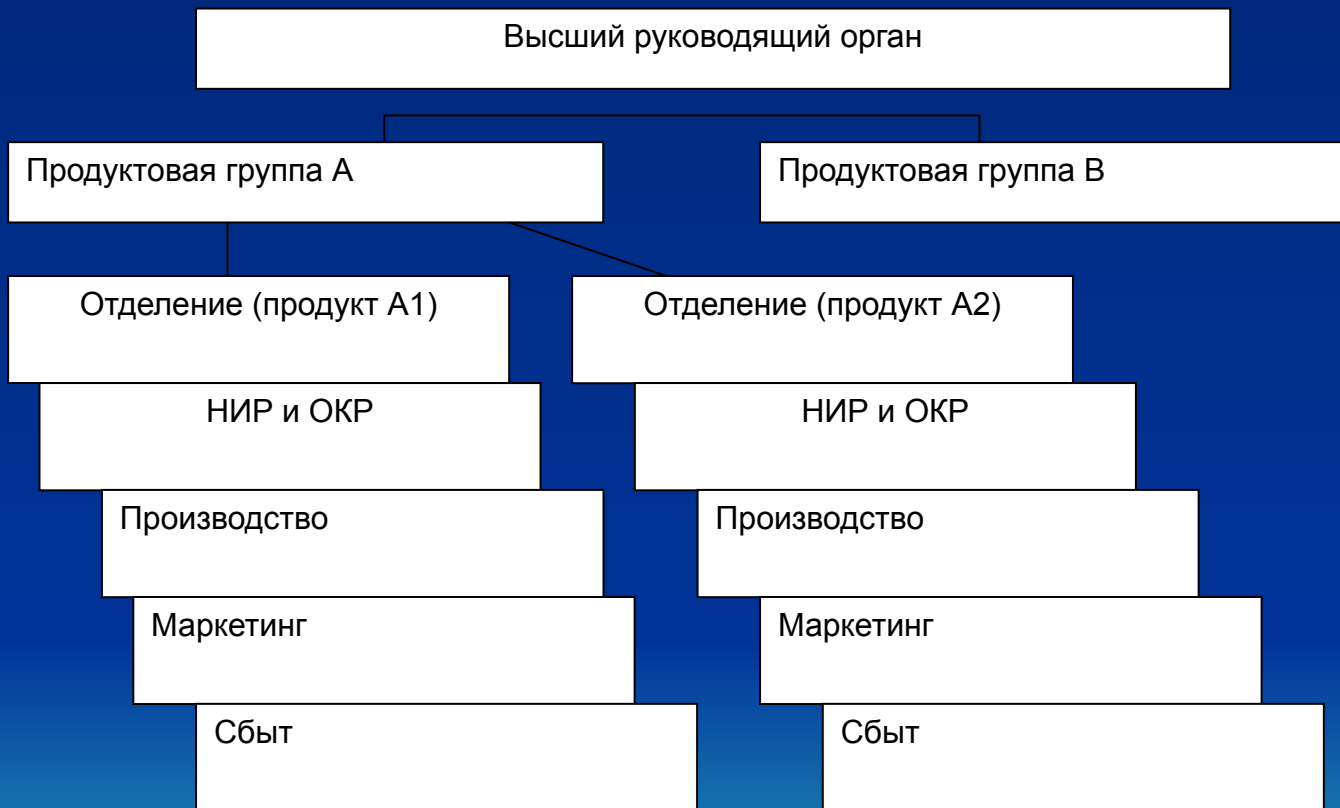 Высший руководящий орган
Продуктовая группа А
Продуктовая группа В
Отделение (продукт А1)
Отделение (продукт А2)
НИР и ОКР
НИР и ОКР
Производство
Производство
Маркетинг
Маркетинг
Сбыт
Сбыт